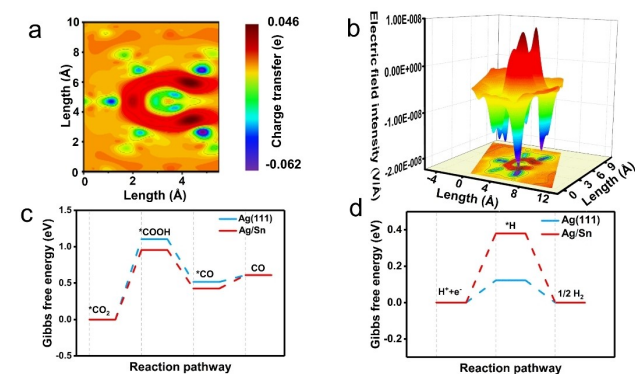 a
10
8
6
4
2
0
Length (Å)
0 2 4
Length (Å)
0.046
Charge transfer (e)
-0.062
b
Electric field intensity (V/Å)
1.00E-008
0.00E+000
-1.00E-008
-2.00E-008
-4 0 4 8 12
Length (Å)
0 3 6 9
Length (Å)
c
Gibbs free energy (eV)
1.5
1.0
0.5
0.0
-0.5
*CO2
*COOH
*CO
CO
Ag(111)
Ag/Sn
Reaction pathway
d
Gibbs free energy (eV)
0.4
0.2
0.0
-0.2
H⁺+e⁻
*H
1/2 H2
Ag(111)
Ag/Sn
Reaction pathway